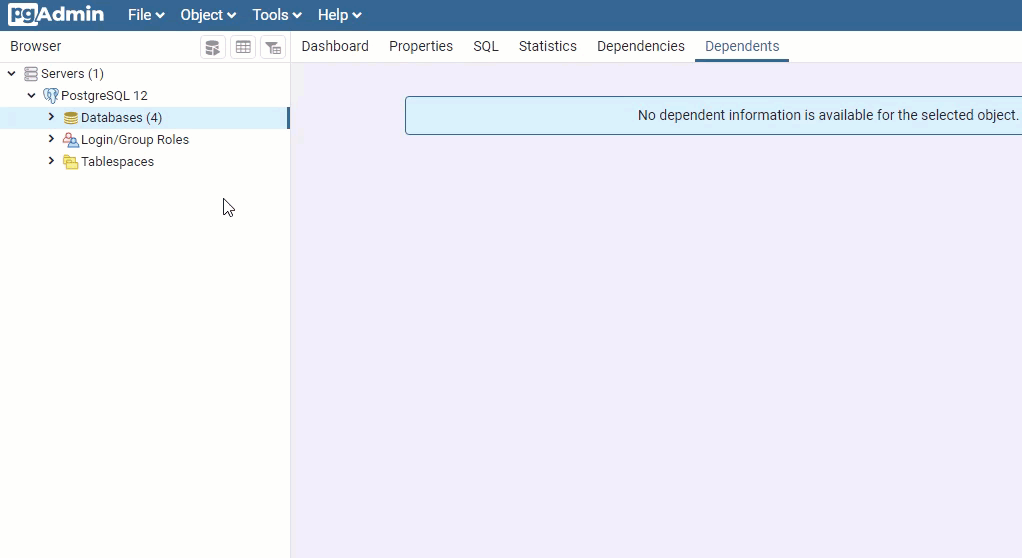 pgAdmin File Object Tools Help
Browser Dashboard Properties SQL Statistics Dependencies Dependents
Servers (1)
PostgreSQL 12
Databases (4)
Login/Group Roles
Tablespaces
No dependent information is available for the selected object.